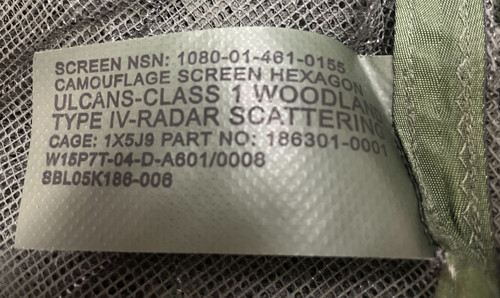 SCREEN NSN: 1080-01-461-0155
CAMOUFLAGE SCREEN HEXAGON
ULCANS-CLASS 1 WOODLAN
TYPE IV-RADAR SCATTERING
CAGE: 1X5J9 PART NO: 186301-0001
W15P7T-04-D-A601/0008
SBL05K186-006